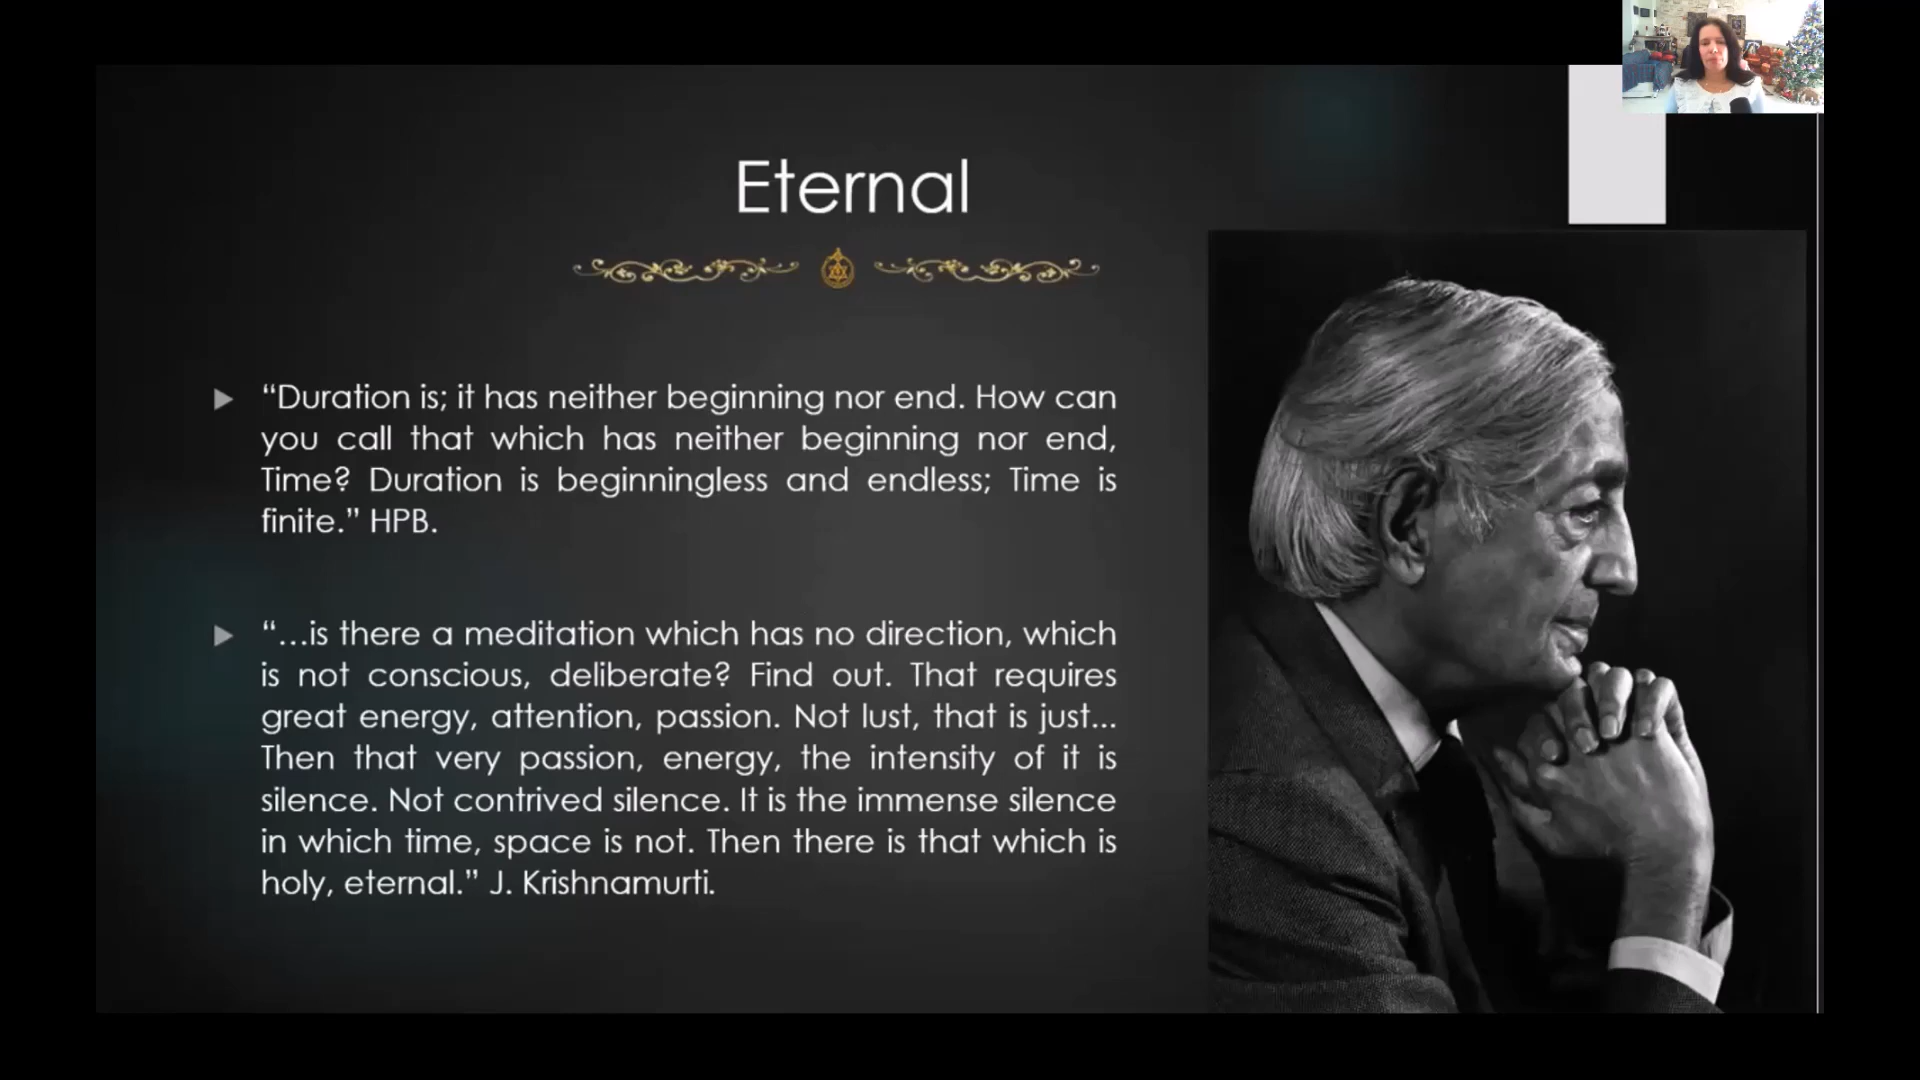 Eternal
“Duration is; it has neither beginning nor end. How can
you call that which has neither beginning nor end,
Time? Duration is beginningless and endless; Time is
finite.” HPB.
“…is there a meditation which has no direction, which
is not conscious, deliberate? Find out. That requires
great energy, attention, passion. Not lust, that is just...
Then that very passion, energy, the intensity of it is
silence. Not contrived silence. It is the immense silence
in which time, space is not. Then there is that which is
holy, eternal.” J. Krishnamurti.